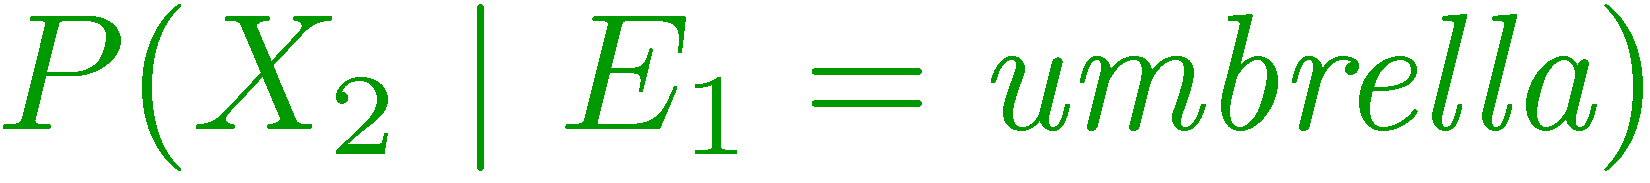 P(X₂ | E₁ = umbrella)